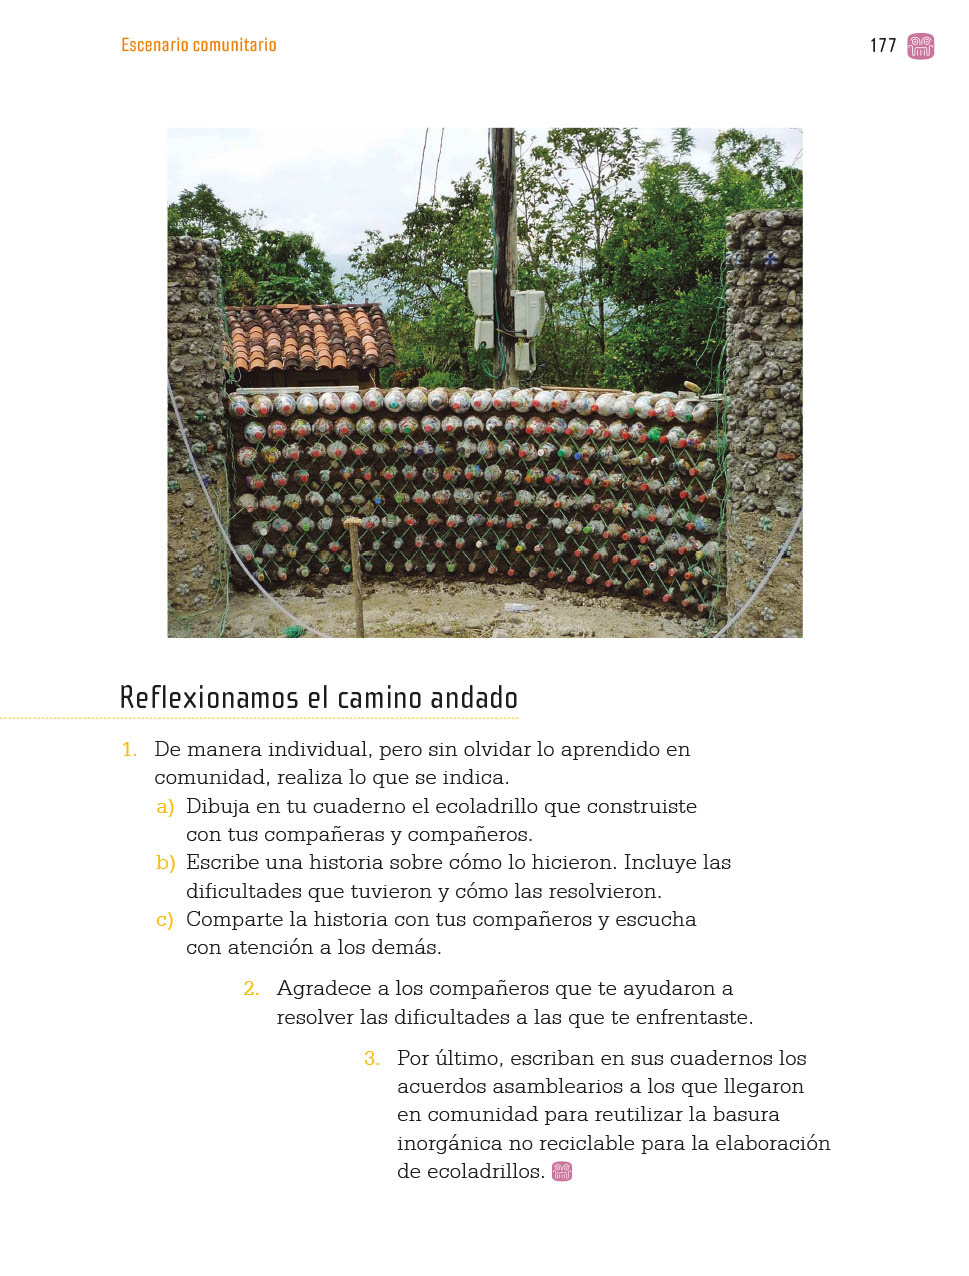 Escenario comunitario
177
Reflexionamos el camino andado
1. De manera individual, pero sin olvidar lo aprendido en
comunidad, realiza lo que se indica.
a) Dibuja en tu cuaderno el ecoladrillo que construiste
con tus compañeras y compañeros.
b) Escribe una historia sobre cómo lo hicieron. Incluye las
dificultades que tuvieron y cómo las resolvieron.
c) Comparte la historia con tus compañeros y escucha
con atención a los demás.
2. Agradece a los compañeros que te ayudaron a
resolver las dificultades a las que te enfrentaste.
3. Por último, escriban en sus cuadernos los
acuerdos asamblearios a los que llegaron
en comunidad para reutilizar la basura
inorgánica no reciclable para la elaboración
de ecoladrillos.